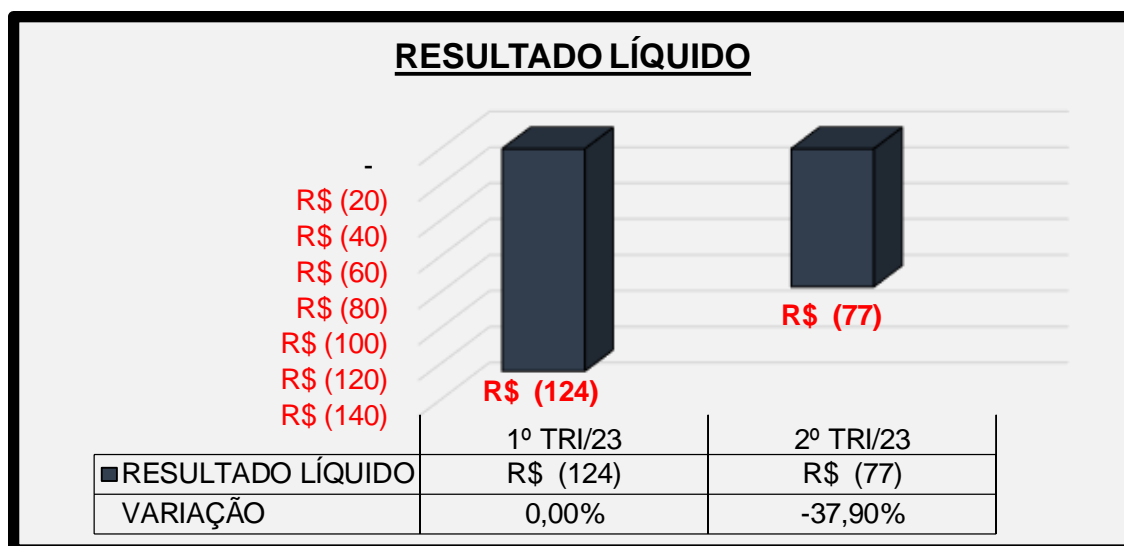 RESULTADO LÍQUIDO
-
R$ (20)
R$ (40)
R$ (60)
R$ (80)
R$ (100)
R$ (120)
R$ (140)
R$ (124)
R$ (77)
1º TRI/23 2º TRI/23
RESULTADO LÍQUIDO R$ (124) R$ (77)
VARIAÇÃO 0,00% -37,90%